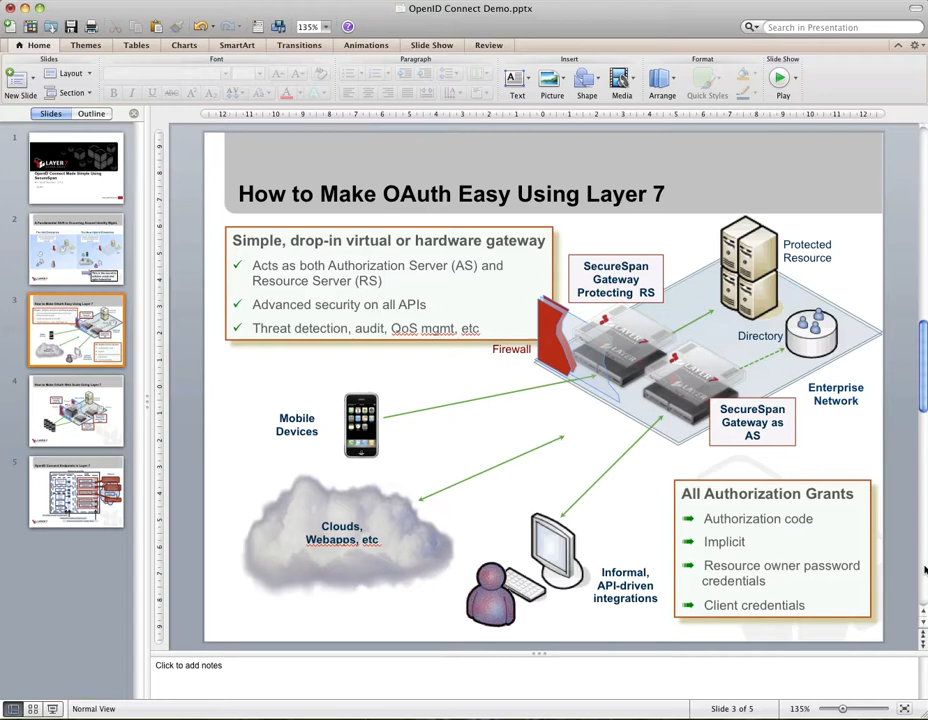 OpenID Connect Demo.pptx
135%
Search in Presentation
Home
Themes
Tables
Charts
SmartArt
Transitions
Animations
Slide Show
Review
Font
Paragraph
Insert
Format
Slide Show
New Slide
Layout
Section
Text
Picture
Shape
Media
Arrange
Quick Styles
Play
Slides
Outline
1
2
3
4
5
How to Make OAuth Easy Using Layer 7
Simple, drop-in virtual or hardware gateway
Acts as both Authorization Server (AS) and
Resource Server (RS)
Advanced security on all APIs
Threat detection, audit, QoS mgmt, etc
SecureSpan
Gateway
Protecting RS
Protected
Resource
Directory
Firewall
Enterprise
Network
SecureSpan
Gateway as
AS
Mobile
Devices
Clouds,
Webapps, etc
Informal,
API-driven
integrations
All Authorization Grants
Authorization code
Implicit
Resource owner password
credentials
Client credentials
Click to add notes
Normal View
Slide 3 of 5
135%